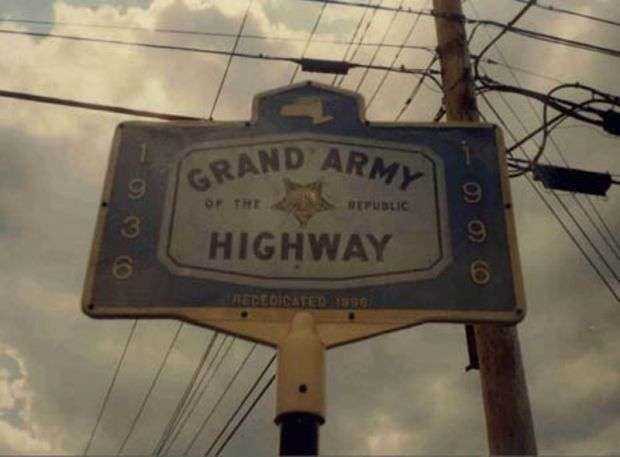 GRAND ARMY
OF THE REPUBLIC
HIGHWAY
1936
1996
REDEDICATED 1996